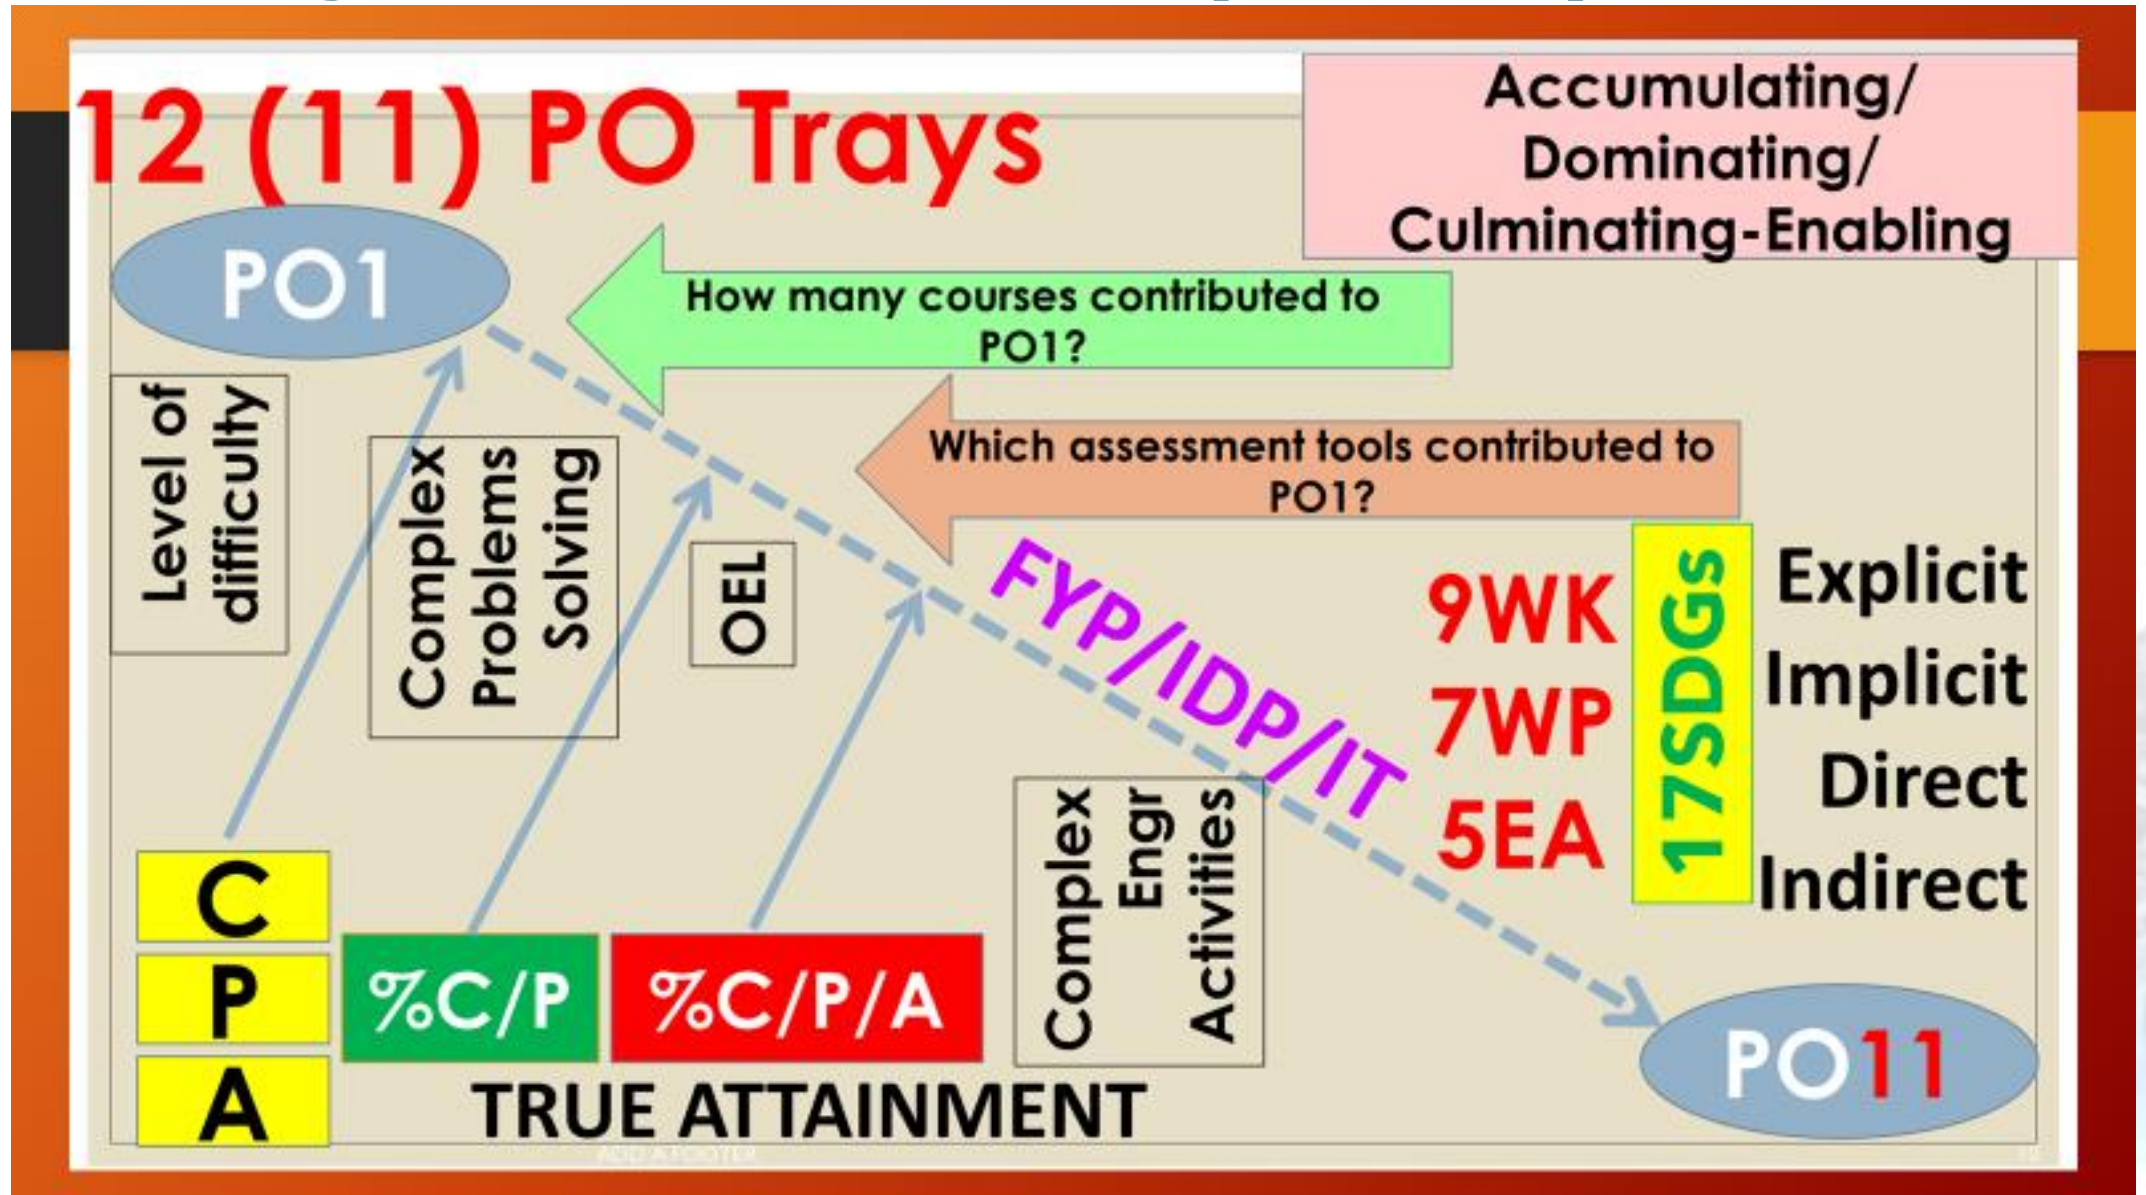 12 (11) PO Trays
Accumulating/
Dominating/
Culminating-Enabling
PO1
How many courses contributed to
PO1?
Which assessment tools contributed to
PO1?
Level of
difficulty
Complex
Problems
Solving
OEL
FYP/IDP/IT
9WK
7WP
5EA
17SDGs
Explicit
Implicit
Direct
Indirect
Complex
Engr
Activities
C
P
A
%C/P
%C/P/A
PO11
TRUE ATTAINMENT
ADD A FOOTER